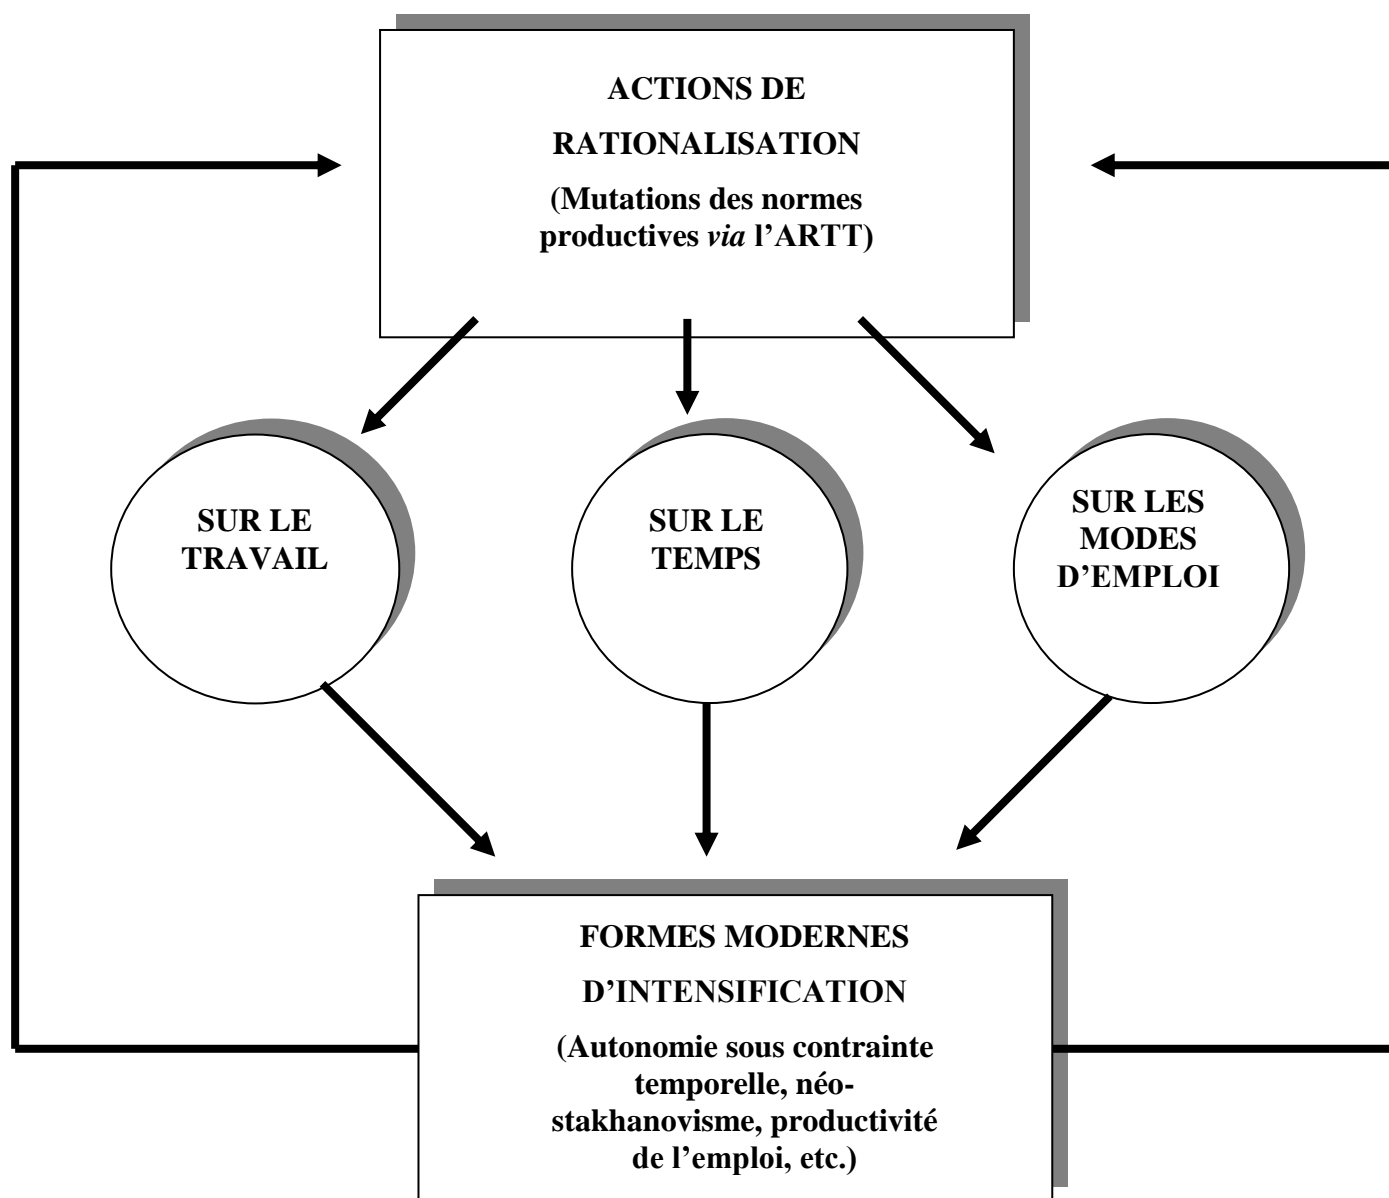 ACTIONS DE
RATIONALISATION
(Mutations des normes
productives via l’ARTT)
SUR LE
TRAVAIL
SUR LE
TEMPS
SUR LES
MODES
D’EMPLOI
FORMES MODERNES
D’INTENSIFICATION
(Autonomie sous contrainte
temporelle, néo-
stakhanovisme, productivité
de l’emploi, etc.)